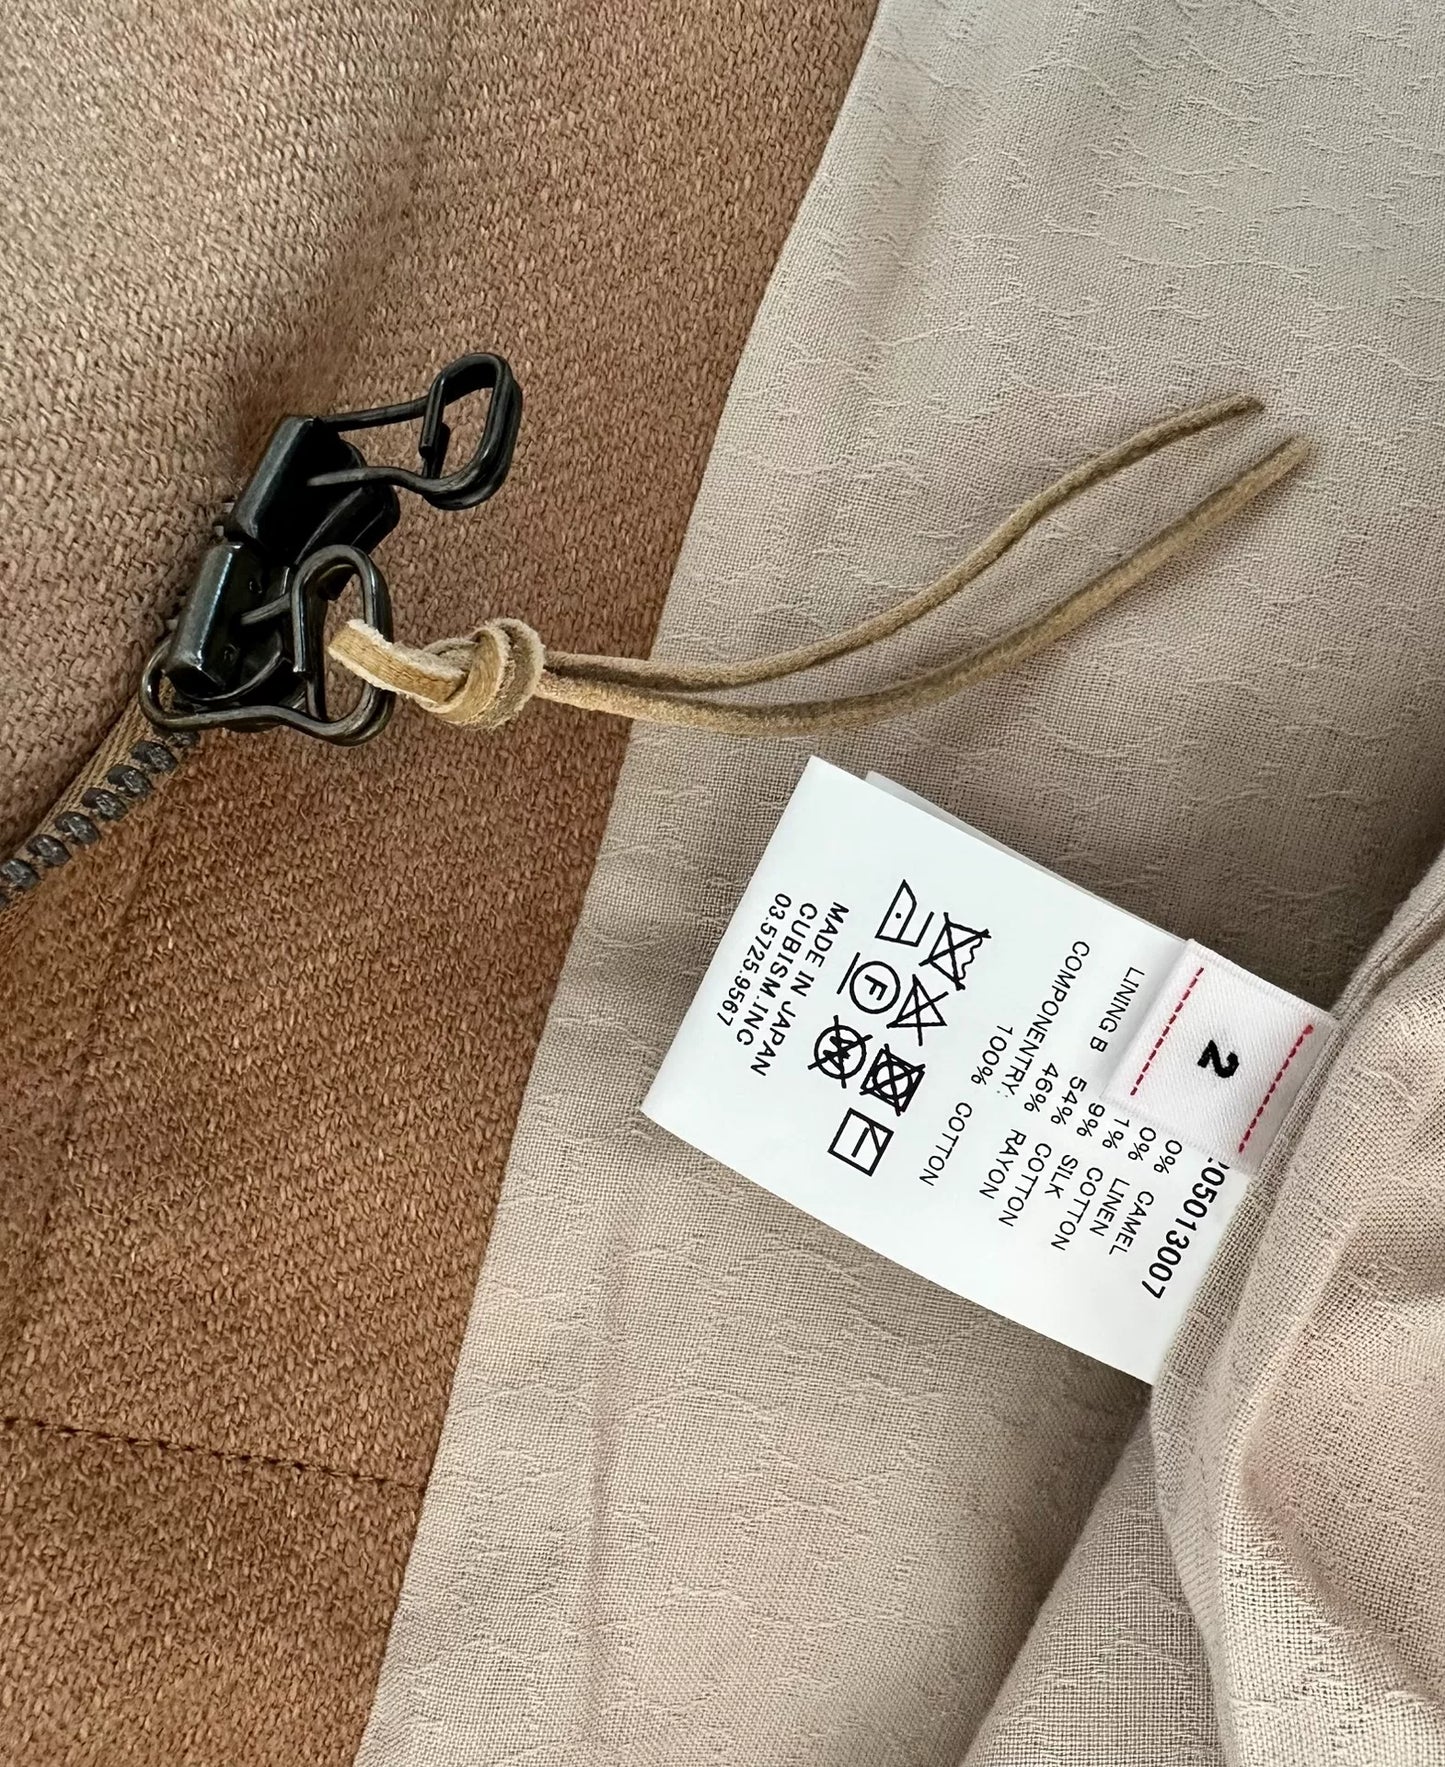 2
05013007
0% CAMEL
0% LINEN
1% COTTON
9% SILK
LINING B 54% COTTON
46% RAYON
COMPONENTRY:
100% COTTON
F
W
MADE IN JAPAN
CUBISM.INC
03.5725.9567